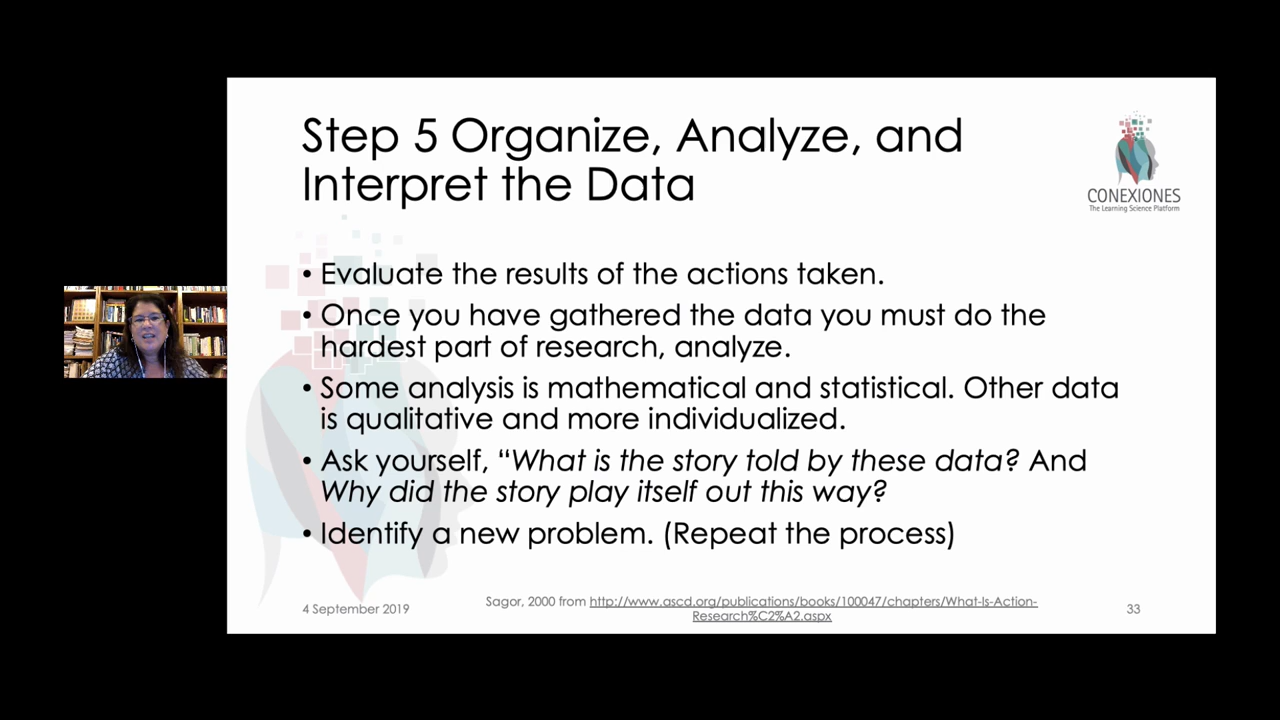 Step 5 Organize, Analyze, and
Interpret the Data
CONEXIONES
The Learning Science Platform
• Evaluate the results of the actions taken.
• Once you have gathered the data you must do the
hardest part of research, analyze.
• Some analysis is mathematical and statistical. Other data
is qualitative and more individualized.
• Ask yourself, “What is the story told by these data? And
Why did the story play itself out this way?
• Identify a new problem. (Repeat the process)
4 September 2019
Sagor, 2000 from http://www.ascd.org/publications/books/100047/chapters/What-Is-Action-
Research%C2%A2.aspx
33